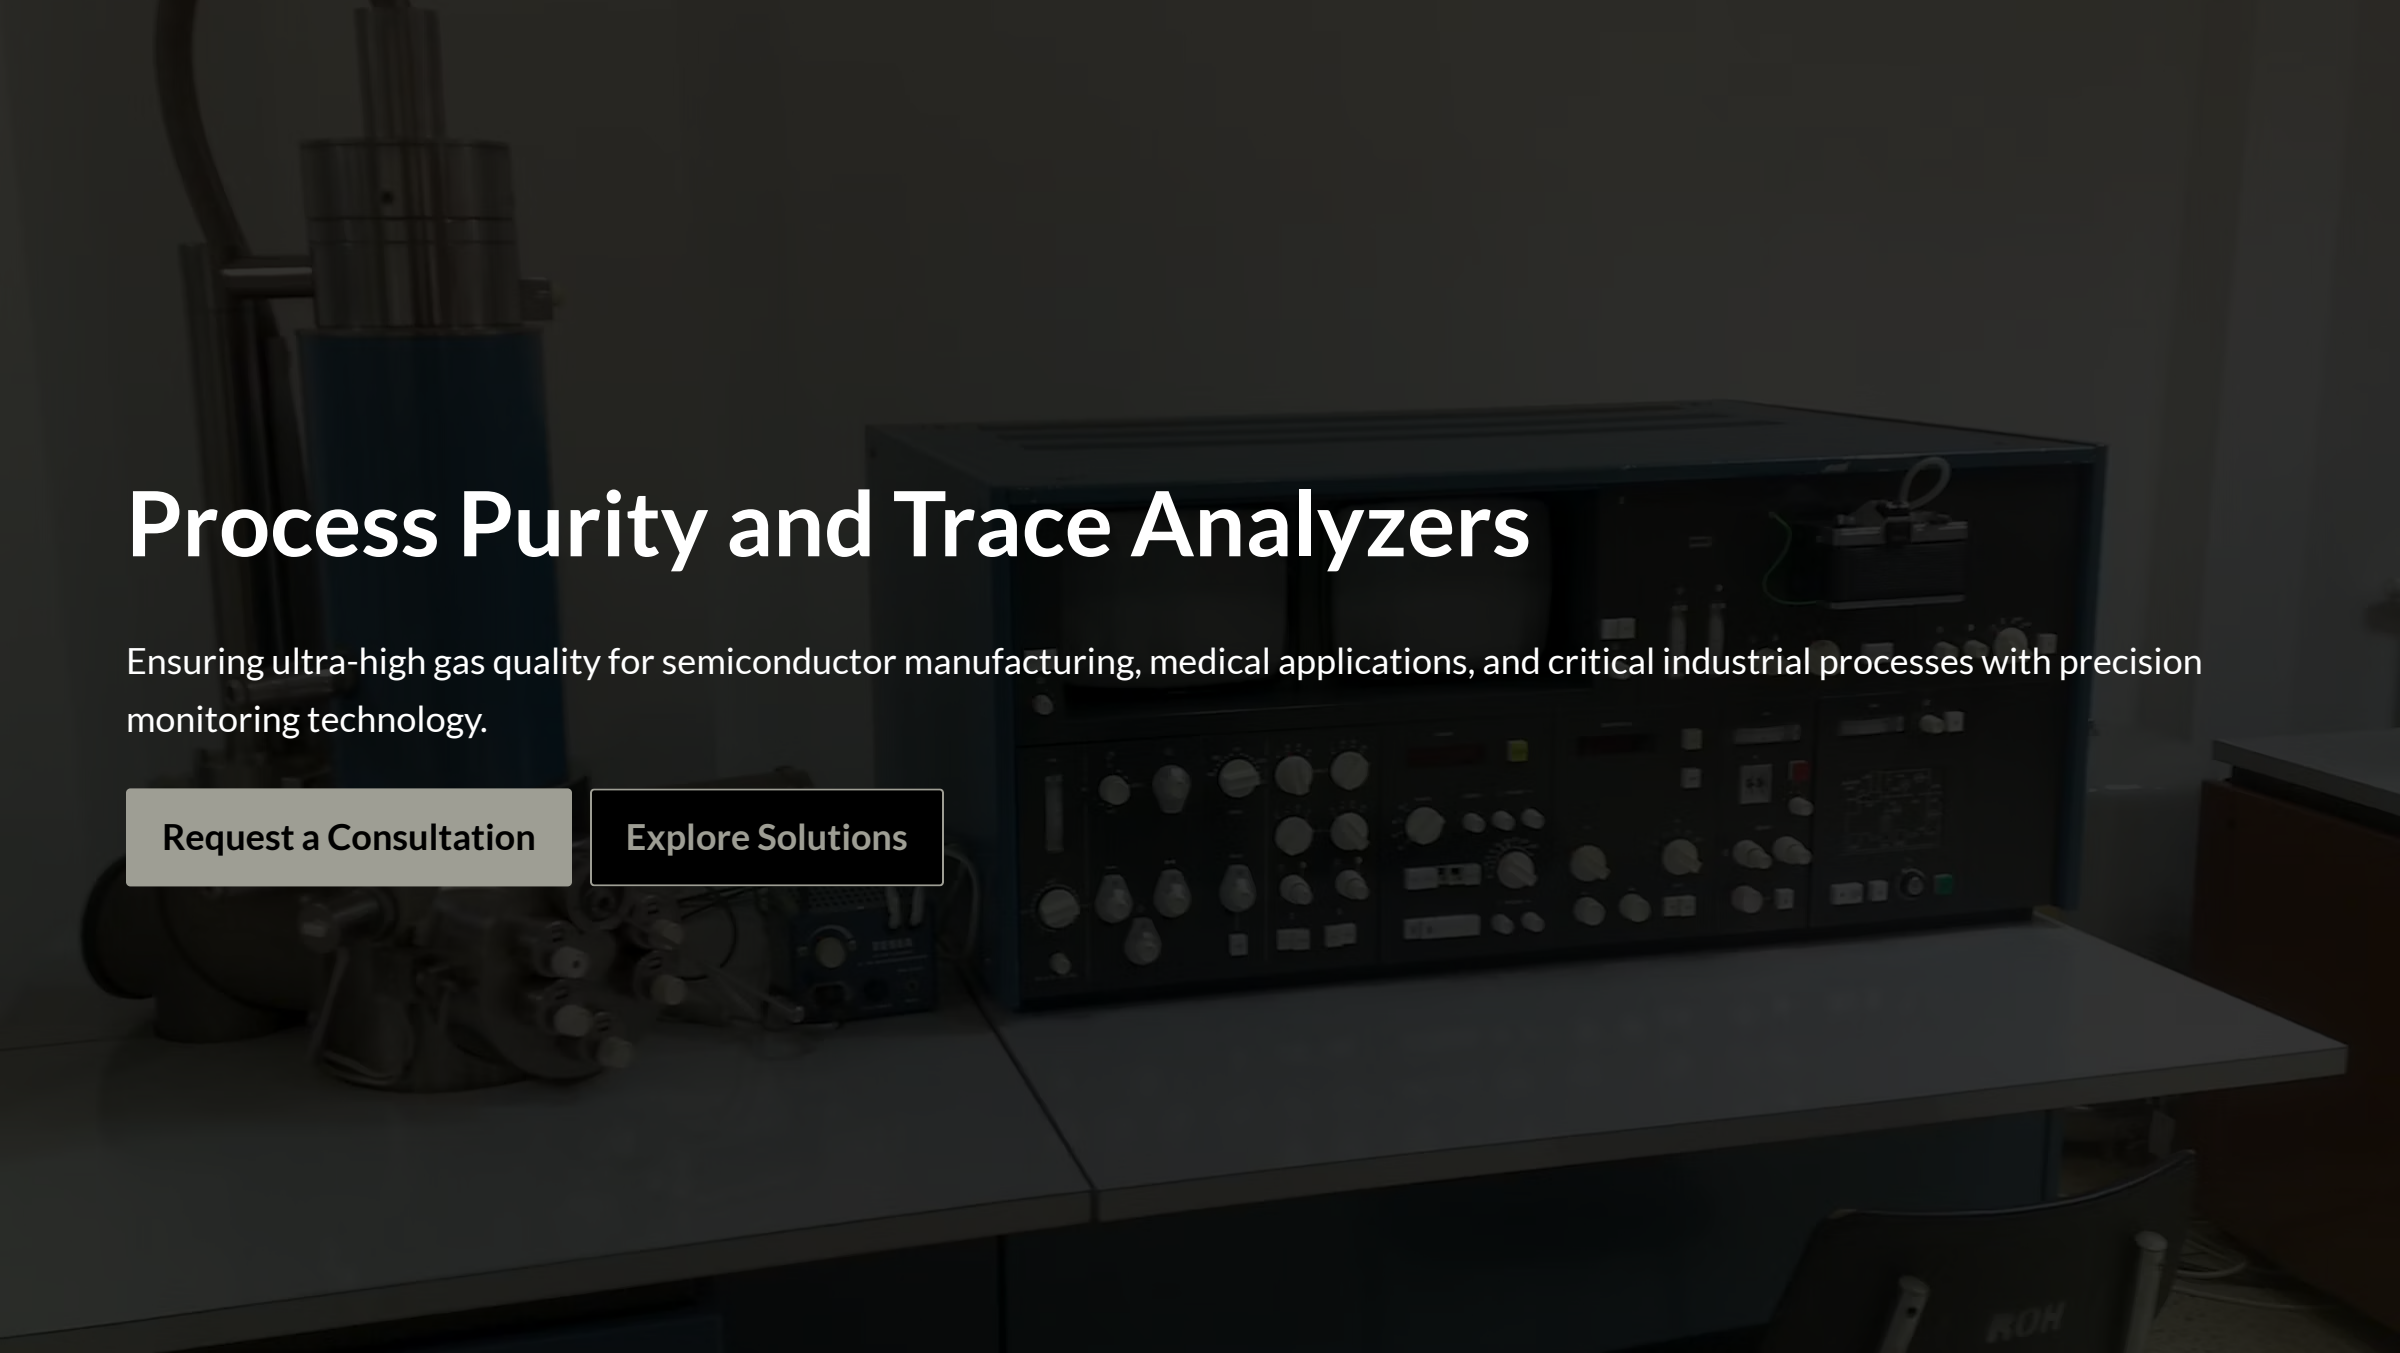 Process Purity and Trace Analyzers
Ensuring ultra-high gas quality for semiconductor manufacturing, medical applications, and critical industrial processes with precision
monitoring technology.
Request a Consultation
Explore Solutions